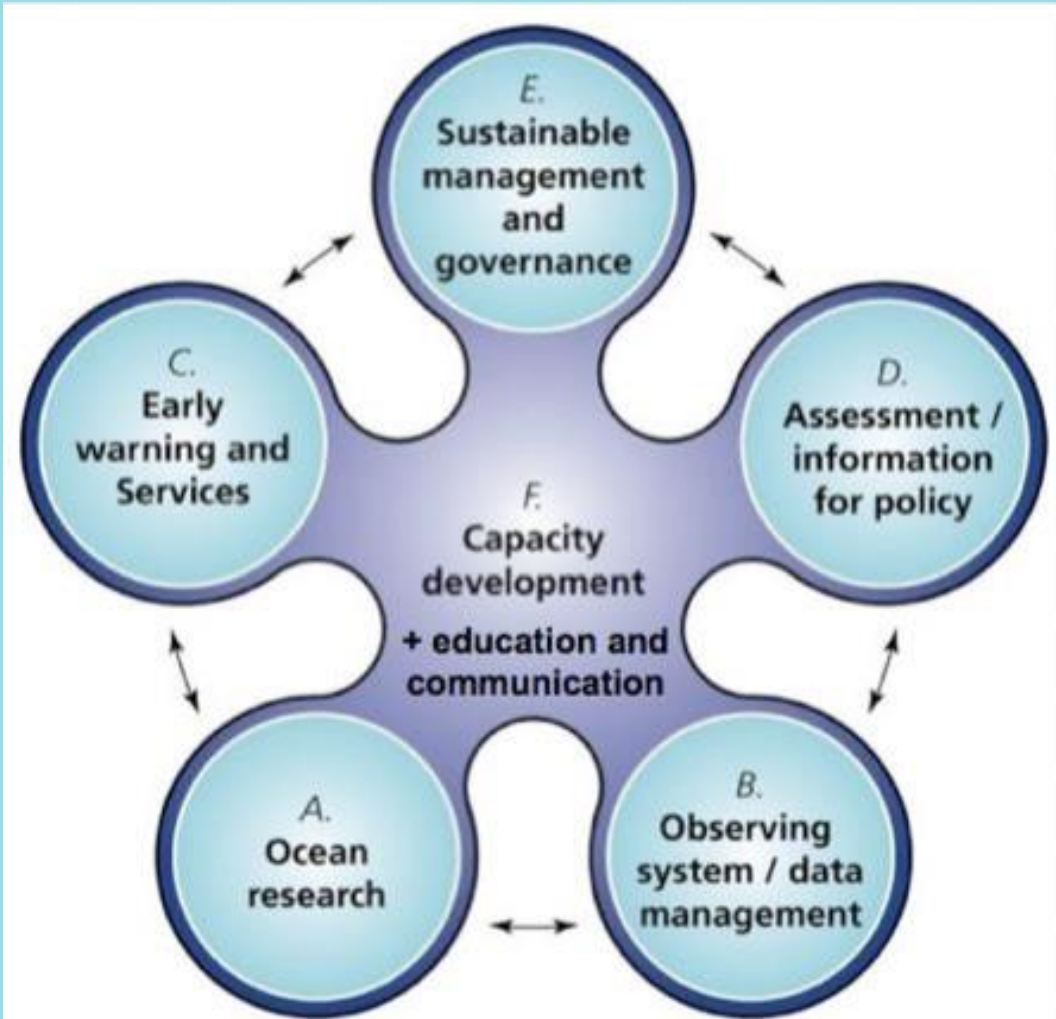 E.
Sustainable
management
and
governance
C.
Early
warning and
Services
D.
Assessment /
information
for policy
F.
Capacity
development
+ education and
communication
A.
Ocean
research
B.
Observing
system / data
management